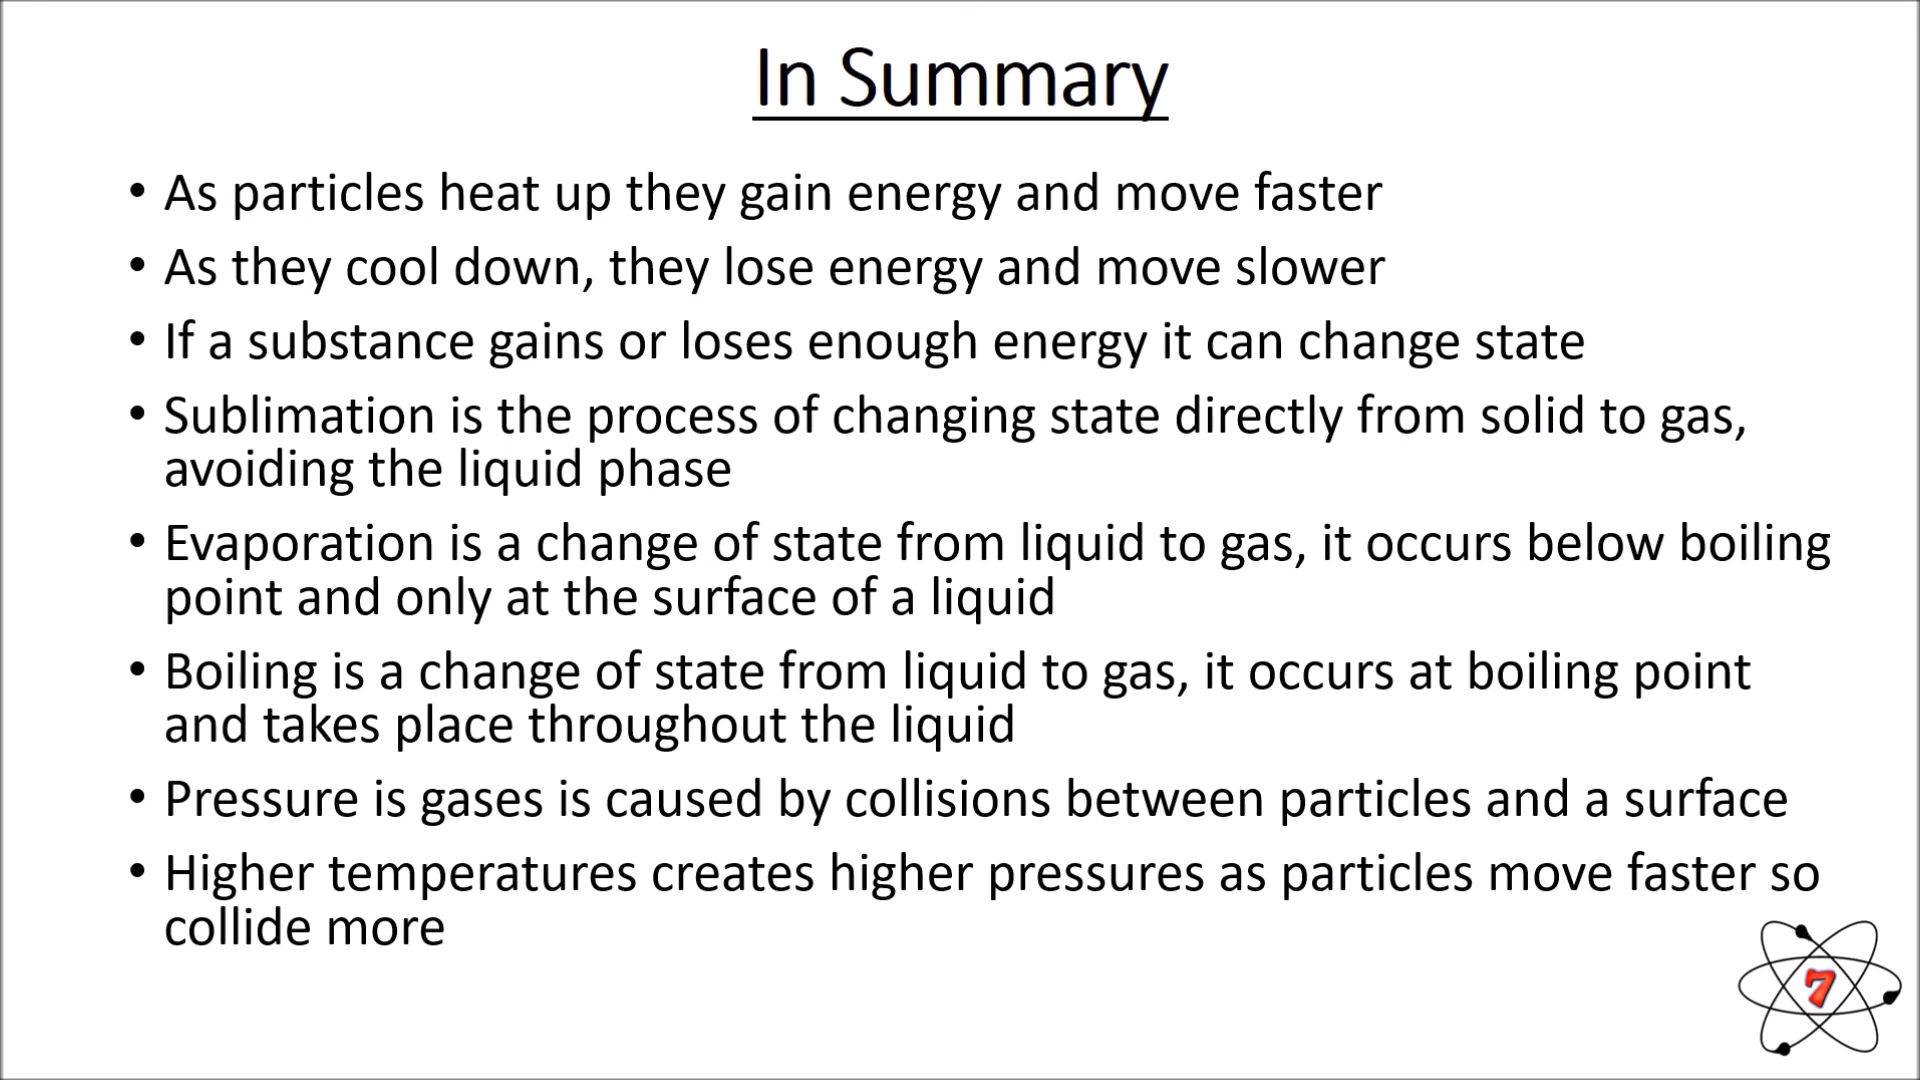 In Summary
• As particles heat up they gain energy and move faster
• As they cool down, they lose energy and move slower
• If a substance gains or loses enough energy it can change state
• Sublimation is the process of changing state directly from solid to gas,
avoiding the liquid phase
• Evaporation is a change of state from liquid to gas, it occurs below boiling
point and only at the surface of a liquid
• Boiling is a change of state from liquid to gas, it occurs at boiling point
and takes place throughout the liquid
• Pressure is gases is caused by collisions between particles and a surface
• Higher temperatures creates higher pressures as particles move faster so
collide more
7